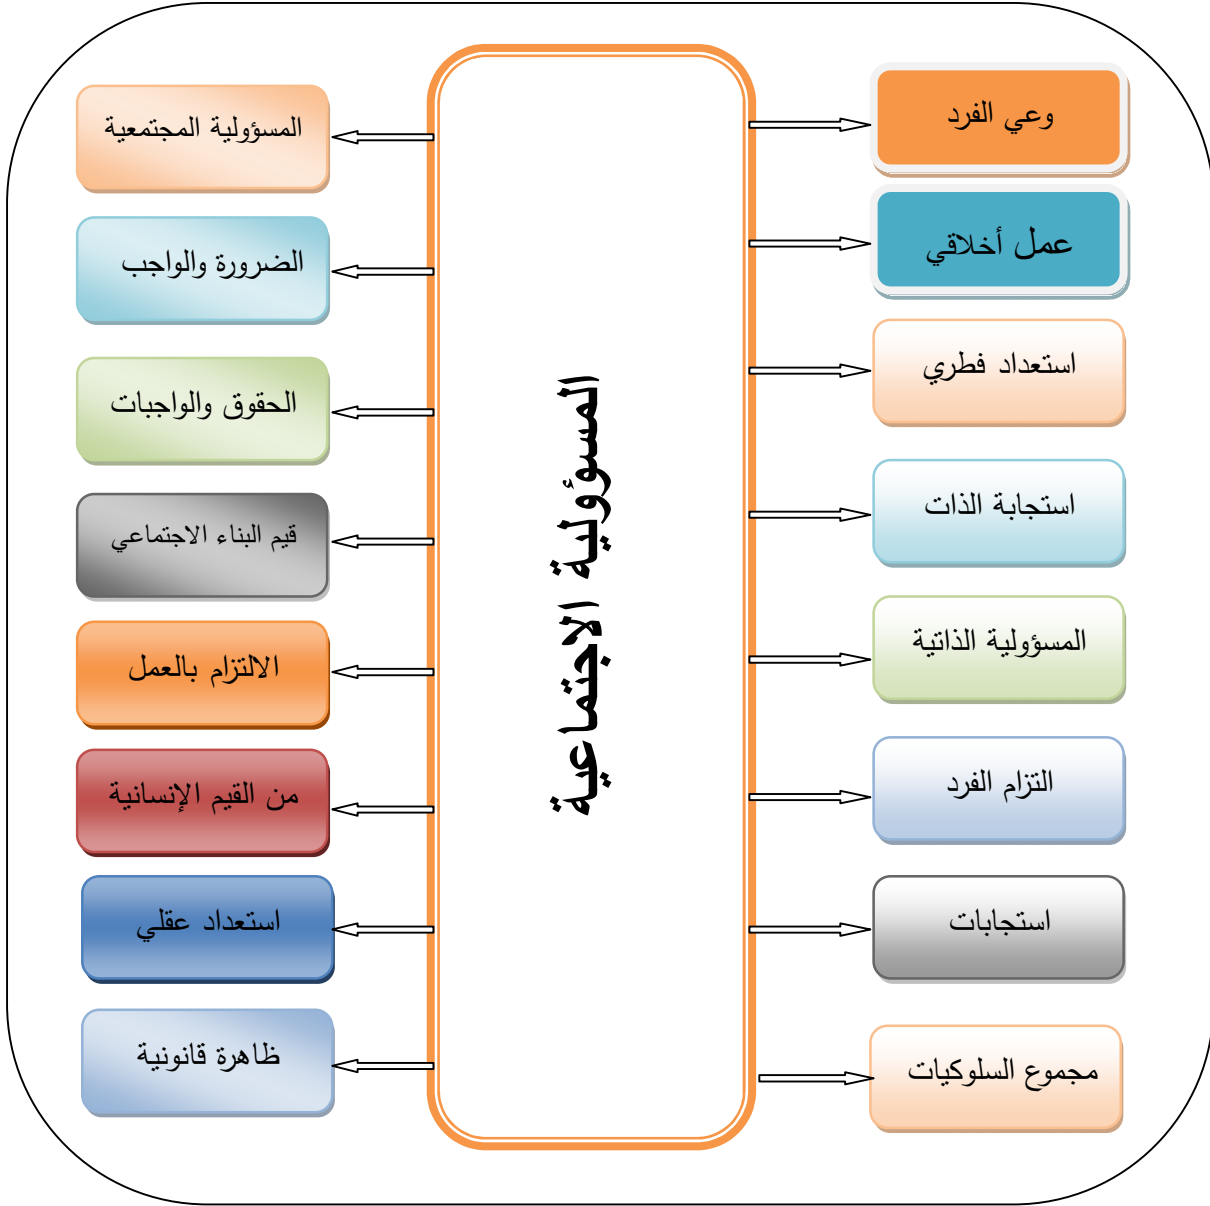 المسؤولية الاجتماعية
وعي الفرد
عمل أخلاقي
استعداد فطري
استجابة الذات
المسؤولية الذاتية
التزام الفرد
استجابات
مجموع السلوكيات
المسؤولية المجتمعية
الضرورة والواجب
الحقوق والواجبات
قيم البناء الاجتماعي
الالتزام بالعمل
من القيم الإنسانية
استعداد عقلي
ظاهرة قانونية